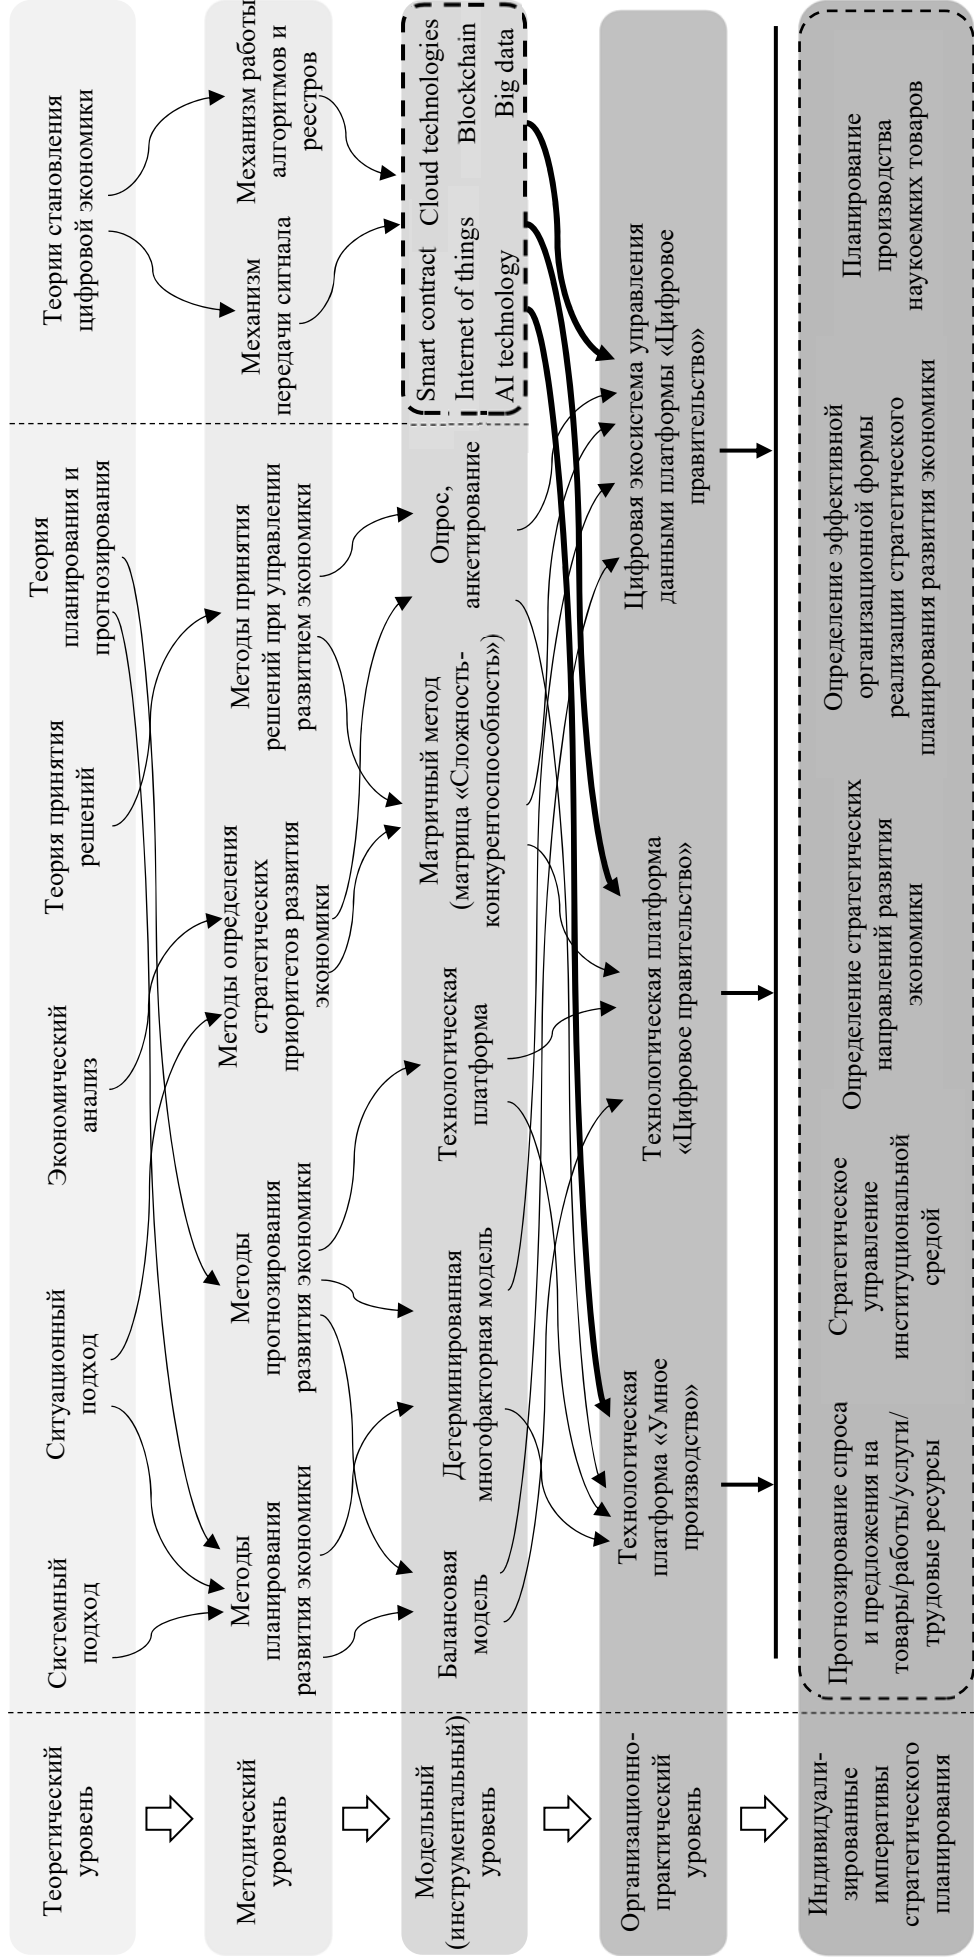 Теоретический
уровень
Системный
подход
Ситуационный
подход
Экономический
анализ
Теория принятия
решений
Теория
планирования и
прогнозирования
Теории становления
цифровой экономики
Методический
уровень
Методы
планирования
развития экономики
Методы
прогнозирования
развития экономики
Методы определения
стратегических
приоритетов развития
экономики
Методы принятия
решений при управлении
развитием экономики
Механизм
передачи сигнала
Механизм работы
алгоритмов и
реестров
Модельный
(инструментальный)
уровень
Балансовая
модель
Детерминированная
многофакторная модель
Технологическая
платформа
Матричный метод
(матрица «Сложность-
конкурентоспособность»)
Опрос,
анкетирование
Smart contract Cloud technologies
Internet of things Blockchain
AI technology Big data
Организационно-
практический
уровень
Технологическая
платформа «Умное
производство»
Технологическая платформа
«Цифровое правительство»
Цифровая экосистема управления
данными платформы «Цифровое
правительство»
Индивидуали-
зированные
императивы
стратегического
планирования
Прогнозирование спроса
и предложения на
товары/работы/услуги/
трудовые ресурсы
Стратегическое
управление
институциональной
средой
Определение стратегических
направлений развития
экономики
Определение эффективной
организационной формы
реализации стратегического
планирования развития экономики
Планирование
производства
наукоемких товаров